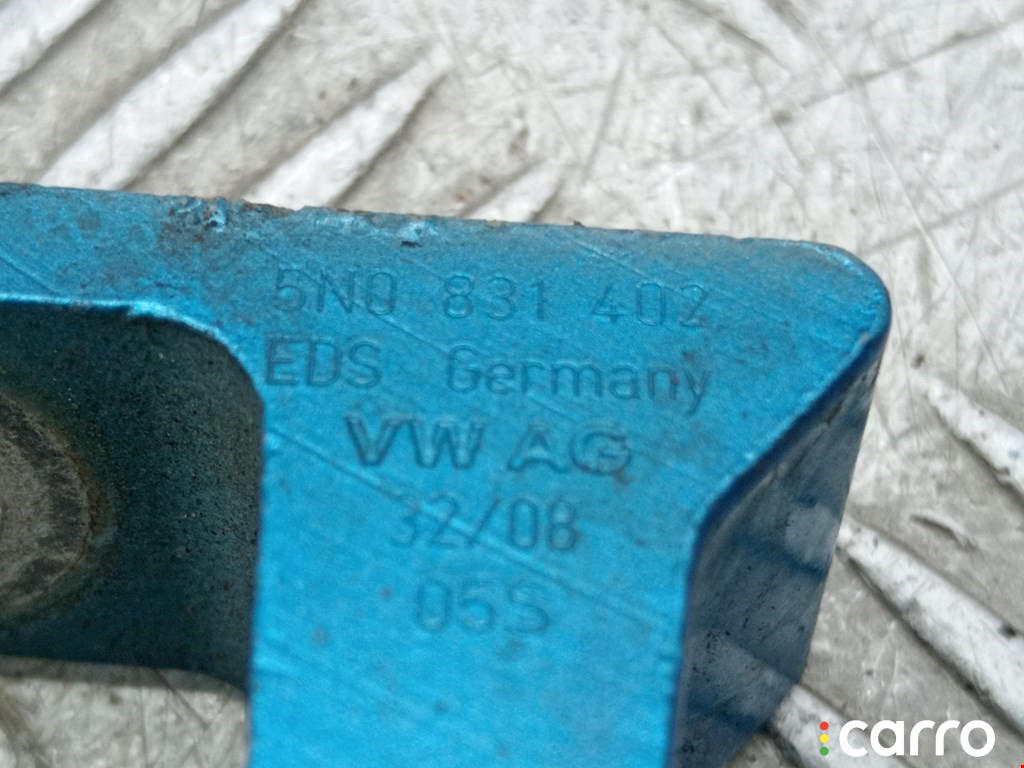 5N0 831 402
EDS Germany
VW AG
32/08
05S
carro